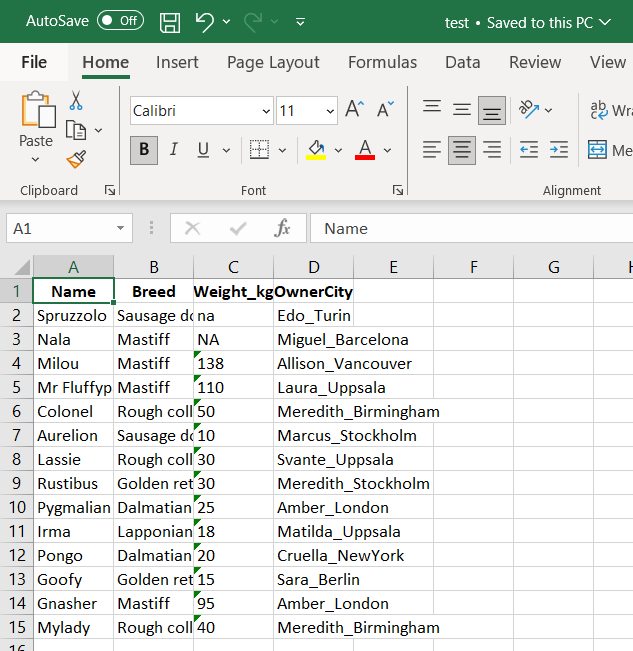 AutoSave Off test • Saved to this PC
File Home Insert Page Layout Formulas Data Review View
Calibri 11 A A ab Wra
Paste B I U A Me
Clipboard Font Alignment
A1 fx Name
A B C D E F G H
1 Name Breed Weight_kg OwnerCity
2 Spruzzolo Sausage do na Edo_Turin
3 Nala Mastiff NA Miguel_Barcelona
4 Milou Mastiff 138 Allison_Vancouver
5 Mr Fluffyp Mastiff 110 Laura_Uppsala
6 Colonel Rough coll 50 Meredith_Birmingham
7 Aurelion Sausage do 10 Marcus_Stockholm
8 Lassie Rough coll 30 Svante_Uppsala
9 Rustibus Golden ret 30 Meredith_Stockholm
10 Pygmalian Dalmatian 25 Amber_London
11 Irma Lapponian 18 Matilda_Uppsala
12 Pongo Dalmatian 20 Cruella_NewYork
13 Goofy Golden ret 15 Sara_Berlin
14 Gnasher Mastiff 95 Amber_London
15 Mylady Rough coll 40 Meredith_Birmingham